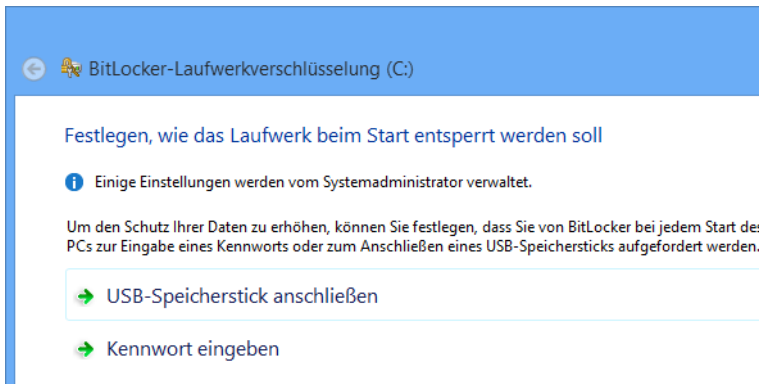 BitLocker-Laufwerkverschlüsselung (C:)
Festlegen, wie das Laufwerk beim Start entsperrt werden soll
Einige Einstellungen werden vom Systemadministrator verwaltet.
Um den Schutz Ihrer Daten zu erhöhen, können Sie festlegen, dass Sie von BitLocker bei jedem Start des
PCs zur Eingabe eines Kennworts oder zum Anschließen eines USB-Speichersticks aufgefordert werden.
USB-Speicherstick anschließen
Kennwort eingeben